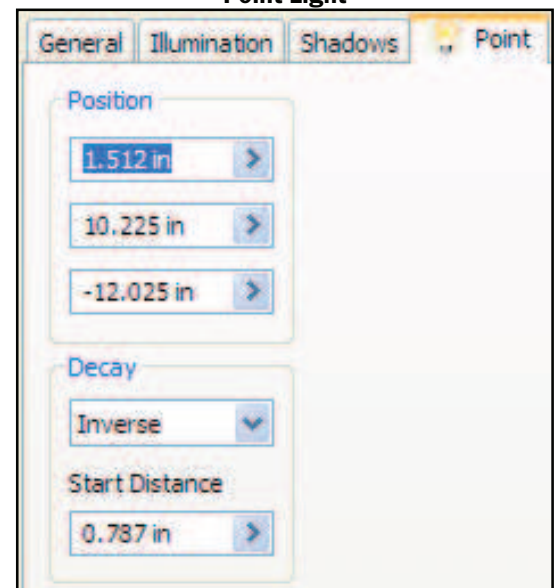 Point Light
General Illumination Shadows Point
Position
1.512 in
10.225 in
-12.025 in
Decay
Inverse
Start Distance
0.787 in